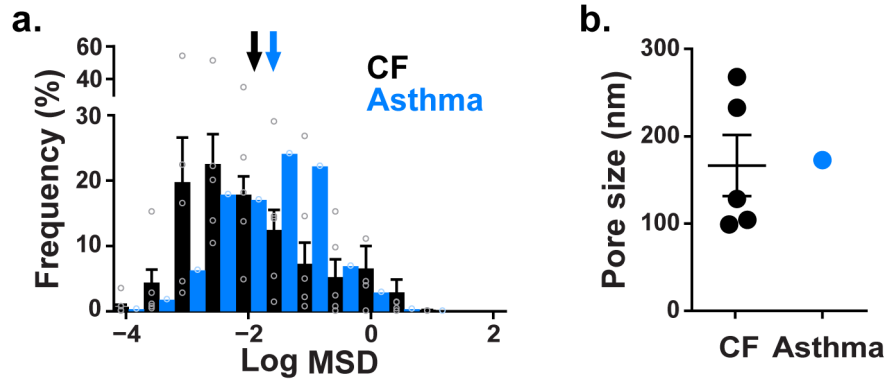 a.
Frequency (%)
60
40
30
20
10
0
−4
−2
0
2
Log MSD
CF
Asthma
b.
Pore size (nm)
300
200
100
0
CF
Asthma